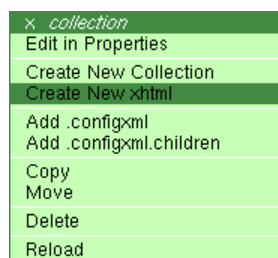 × collection
Edit in Properties
Create New Collection
Create New xhtml
Add .configxml
Add .configxml.children
Copy
Move
Delete
Reload